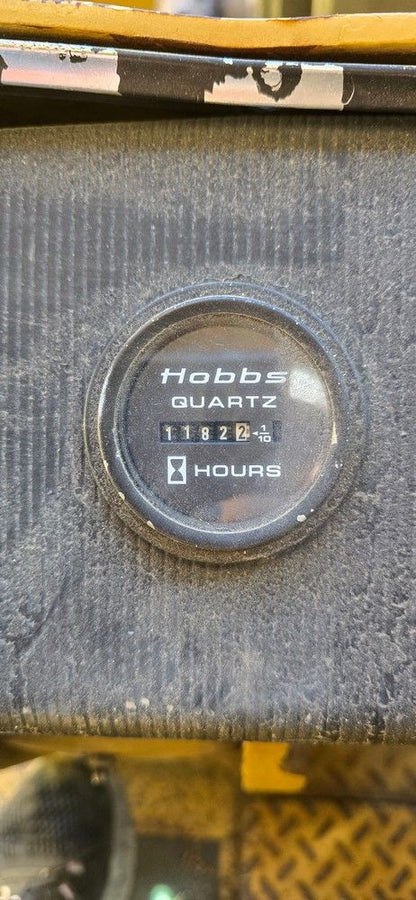 Hobbs
QUARTZ
11822 ◄1/10
HOURS